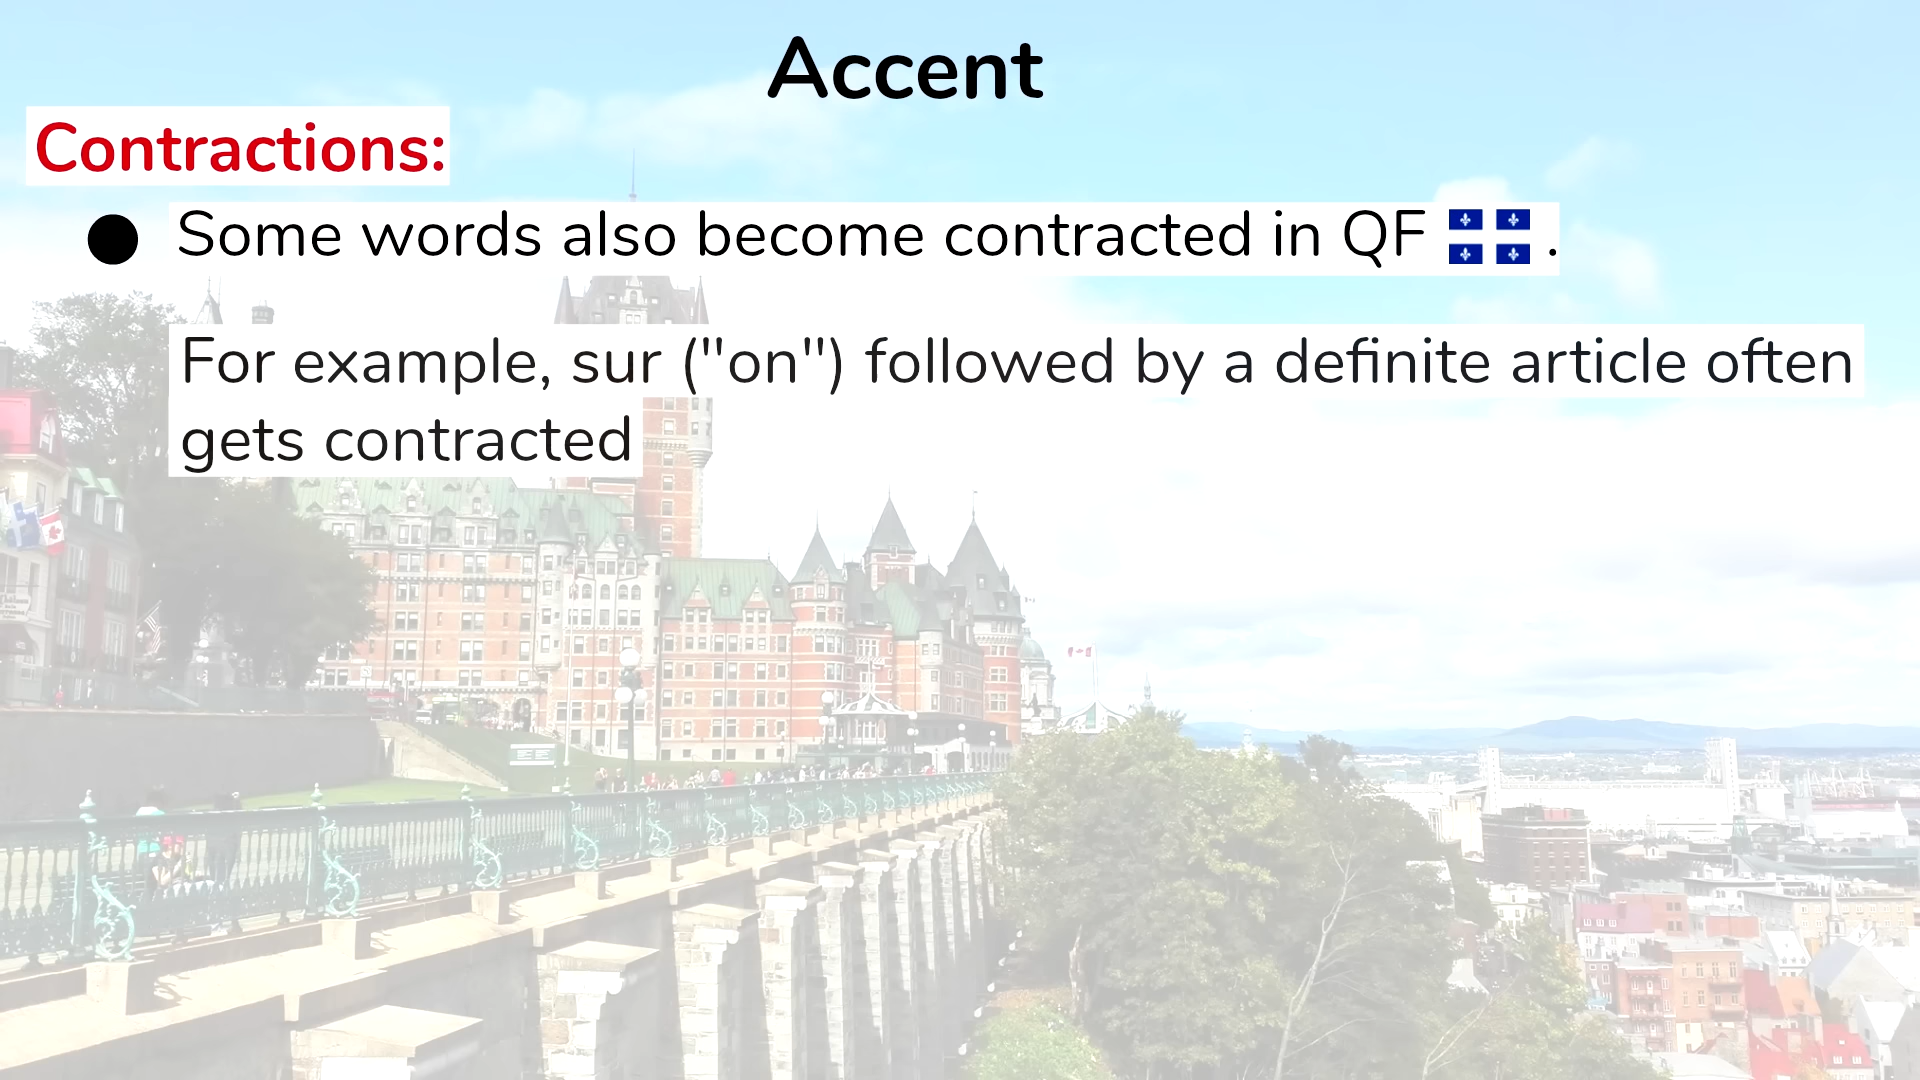 Accent
Contractions:
● Some words also become contracted in QF .
For example, sur ("on") followed by a definite article often
gets contracted